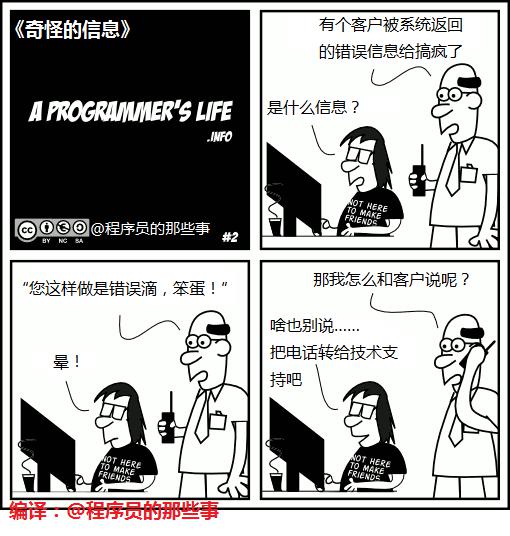 《奇怪的信息》
A PROGRAMMER'S LIFE
.INFO
cc
BY NC SA
@程序员的那些事
#2
有个客户被系统返回
的错误信息给搞疯了
是什么信息？
NOT HERE
TO MAKE
FRIENDS
“您这样做是错误滴，笨蛋！”
晕！
NOT HERE
TO MAKE
FRIENDS
那我怎么和客户说呢？
啥也别说……
把电话转给技术支
持吧
NOT HERE
TO MAKE
FRIENDS
编译：@程序员的那些事